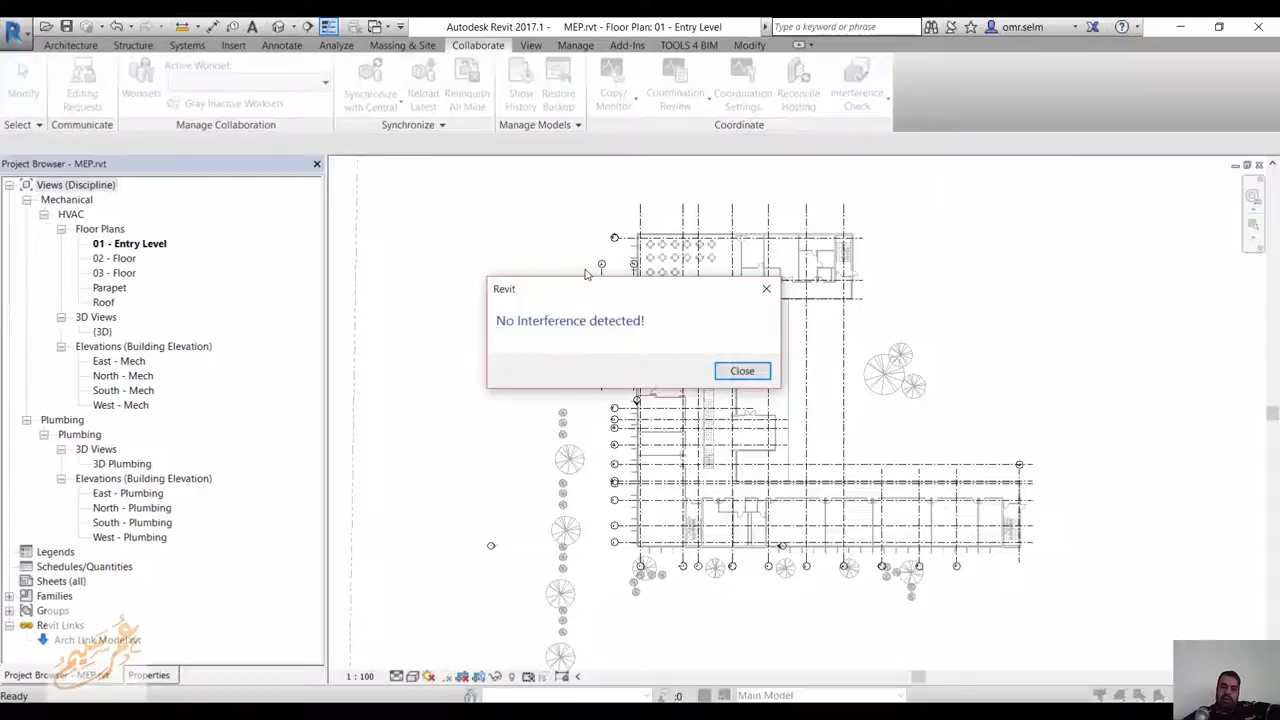 Autodesk Revit 2017.1 - MEP.rvt - Floor Plan: 01 - Entry Level
Type a keyword or phrase
omr.selm
Architecture Structure Systems Insert Annotate Analyze Massing & Site Collaborate View Manage Add-Ins TOOLS 4 BIM Modify
Active Workset:
Modify
Editing Requests
Worksets
Gray Inactive Worksets
Synchronize with Central
Reload Latest
Relinquish All Mine
Show History
Restore Backup
Copy/ Monitor
Coordination Review
Coordination Settings
Reconcile Hosting
Interference Check
Select Communicate Manage Collaboration Synchronize Manage Models Coordinate
Project Browser - MEP.rvt
Views (Discipline)
Mechanical
HVAC
Floor Plans
01 - Entry Level
02 - Floor
03 - Floor
Parapet
Roof
3D Views
{3D}
Elevations (Building Elevation)
East - Mech
North - Mech
South - Mech
West - Mech
Plumbing
Plumbing
3D Views
3D Plumbing
Elevations (Building Elevation)
East - Plumbing
North - Plumbing
South - Plumbing
West - Plumbing
Legends
Schedules/Quantities
Sheets (all)
Families
Groups
Revit Links
Arch Link Model.rvt
Revit
No Interference detected!
Close
Project Browser - MEP.rvt Properties
1 : 100
Ready
:0
Main Model